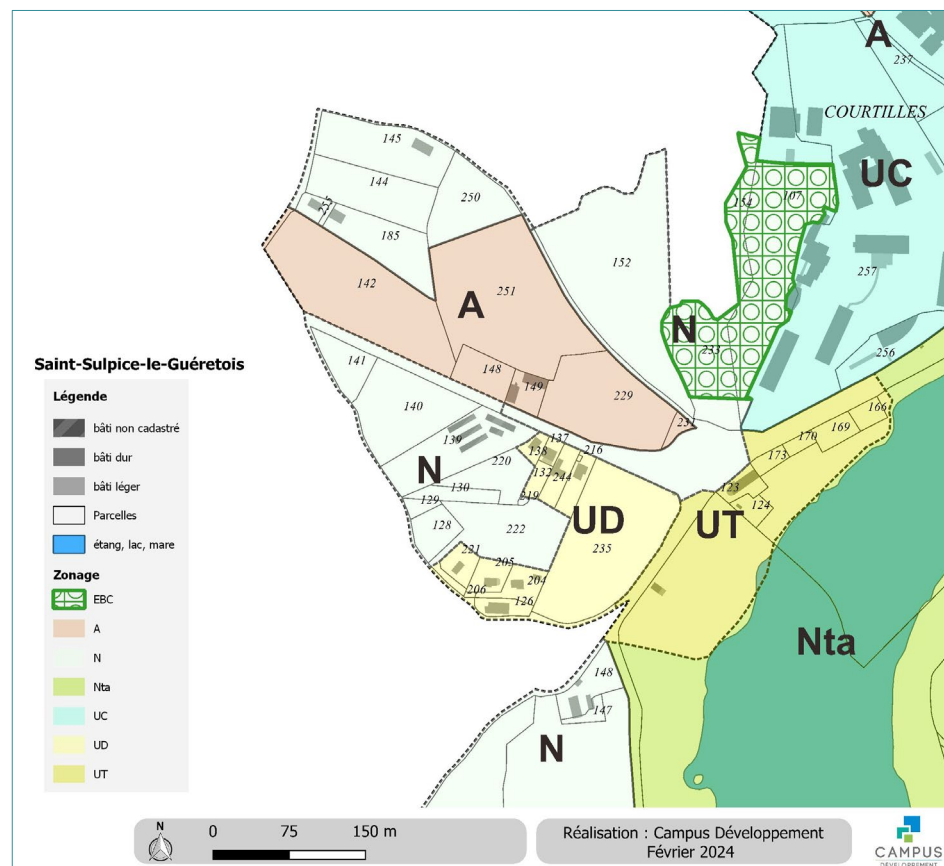 A
237
COURTILLES
UC
145
144
250
255
185
154
107
142
251
152
A
257
N
233
256
141
148
149
229
231
140
166
169
170
173
139
137
138
216
220
132
244
N
130
219
129
123
124
128
222
UD
UT
235
221
205
204
206
126
Nta
148
147
N
Saint-Sulpice-le-Guéretois
Légende
bâti non cadastré
bâti dur
bâti léger
Parcelles
étang, lac, mare
Zonage
EBC
A
N
Nta
UC
UD
UT
N
0 75 150 m
Réalisation : Campus Développement
Février 2024
CAMPUS
DÉVELOPPEMENT